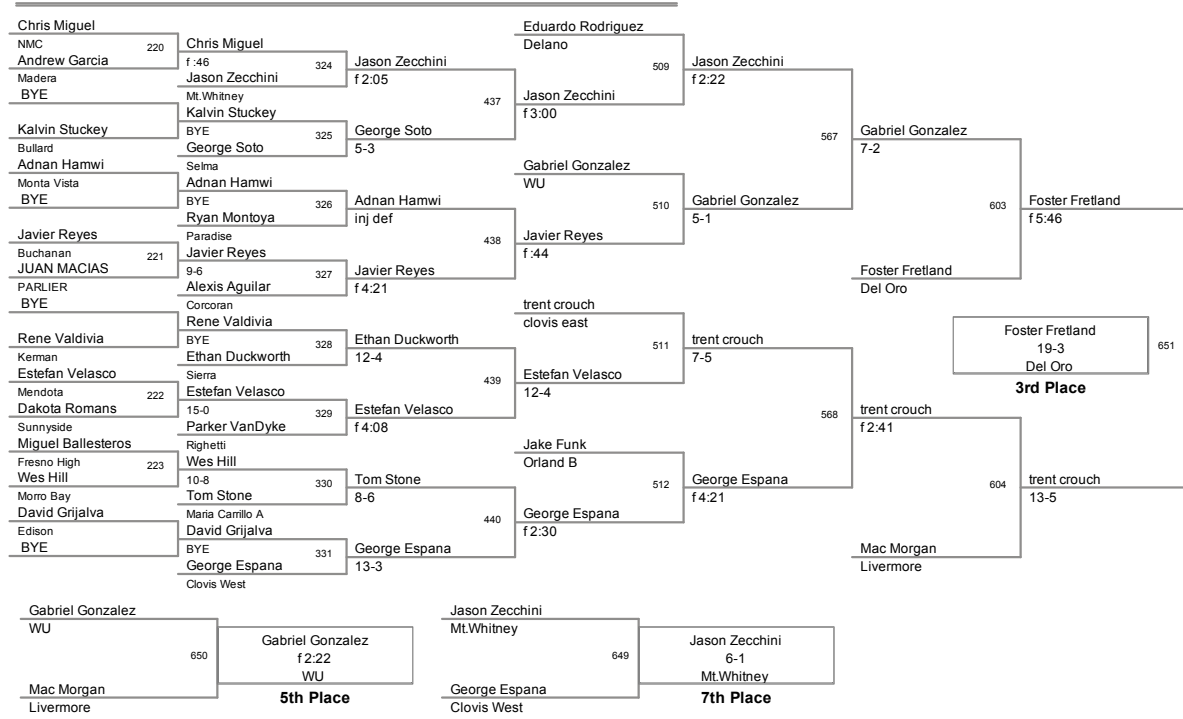 Chris Miguel
NMC
220
Andrew Garcia
Madera
BYE
Kalvin Stuckey
Bullard
Adnan Hamwi
Monta Vista
BYE
Javier Reyes
Buchanan
221
JUAN MACIAS
PARLIER
BYE
Rene Valdivia
Kerman
Estefan Velasco
Mendota
222
Dakota Romans
Sunnyside
Miguel Ballesteros
Fresno High
223
Wes Hill
Morro Bay
David Grijalva
Edison
BYE
Chris Miguel
f :46
324
Jason Zecchini
Mt.Whitney
Kalvin Stuckey
BYE
325
George Soto
Selma
Adnan Hamwi
BYE
326
Ryan Montoya
Paradise
Javier Reyes
9-6
327
Alexis Aguilar
Corcoran
Rene Valdivia
BYE
328
Ethan Duckworth
Sierra
Estefan Velasco
15-0
329
Parker VanDyke
Righetti
Wes Hill
10-8
330
Tom Stone
Maria Carrillo A
David Grijalva
BYE
331
George Espana
Clovis West
Jason Zecchini
f 2:05
437
George Soto
5-3
Adnan Hamwi
inj def
438
Javier Reyes
f 4:21
Ethan Duckworth
12-4
439
Estefan Velasco
f 4:08
Tom Stone
8-6
440
George Espana
13-3
Eduardo Rodriguez
Delano
509
Jason Zecchini
f 3:00
Gabriel Gonzalez
WU
510
Javier Reyes
f :44
trent crouch
clovis east
511
Estefan Velasco
12-4
Jake Funk
Orland B
512
George Espana
f 2:30
Jason Zecchini
f 2:22
567
Gabriel Gonzalez
5-1
trent crouch
7-5
568
George Espana
f 4:21
Gabriel Gonzalez
7-2
603
Foster Fretland
Del Oro
trent crouch
f 2:41
604
Mac Morgan
Livermore
Foster Fretland
f 5:46
trent crouch
13-5
Foster Fretland
19-3
Del Oro
651
3rd Place
Gabriel Gonzalez
WU
650
Mac Morgan
Livermore
Gabriel Gonzalez
f 2:22
WU
5th Place
Jason Zecchini
Mt.Whitney
649
George Espana
Clovis West
Jason Zecchini
6-1
Mt.Whitney
7th Place